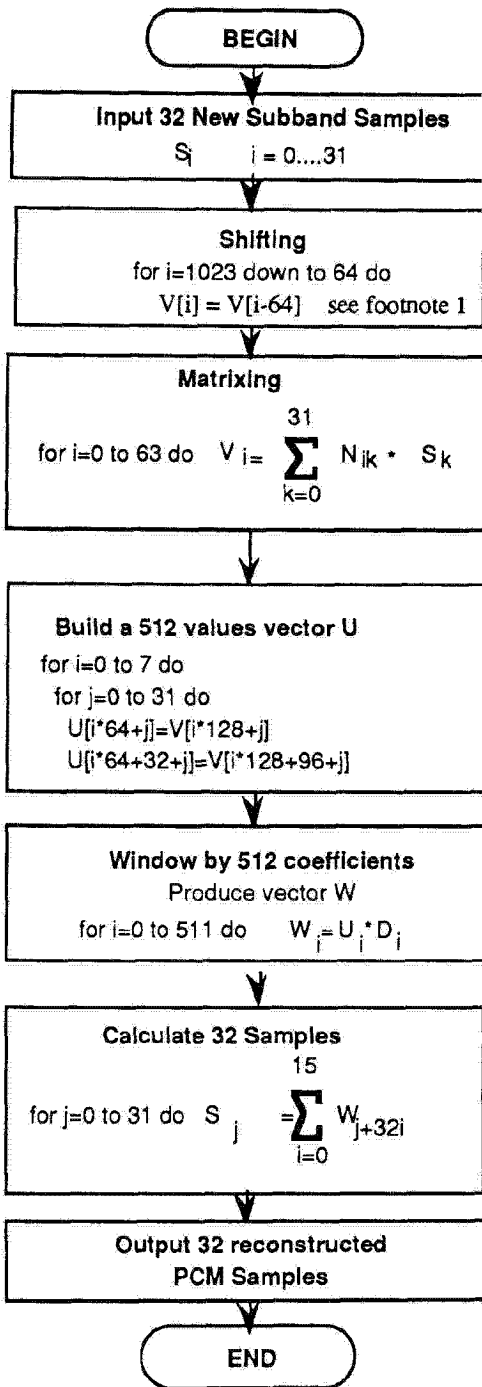 BEGIN
Input 32 New Subband Samples
Si i = 0....31
Shifting
for i=1023 down to 64 do
V[i] = V[i-64] see footnote 1
Matrixing
31
for i=0 to 63 do V i= Σ Nik * Sk
k=0
Build a 512 values vector U
for i=0 to 7 do
for j=0 to 31 do
U[i*64+j]=V[i*128+j]
U[i*64+32+j]=V[i*128+96+j]
Window by 512 coefficients
Produce vector W
for i=0 to 511 do W i=U i*D i
Calculate 32 Samples
15
for j=0 to 31 do S j =Σ Wj+32i
i=0
Output 32 reconstructed
PCM Samples
END